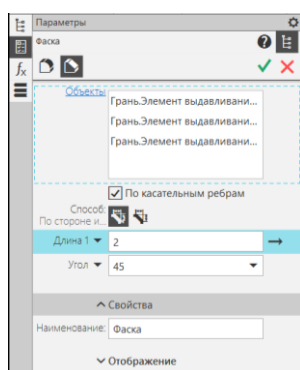 Параметры
Фаска
Объекты
Грань.Элемент выдавливани...
Грань.Элемент выдавливани...
Грань.Элемент выдавливани...
По касательным ребрам
Способ:
По стороне и...
Длина 1 2
Угол 45
Свойства
Наименование: Фаска
Отображение